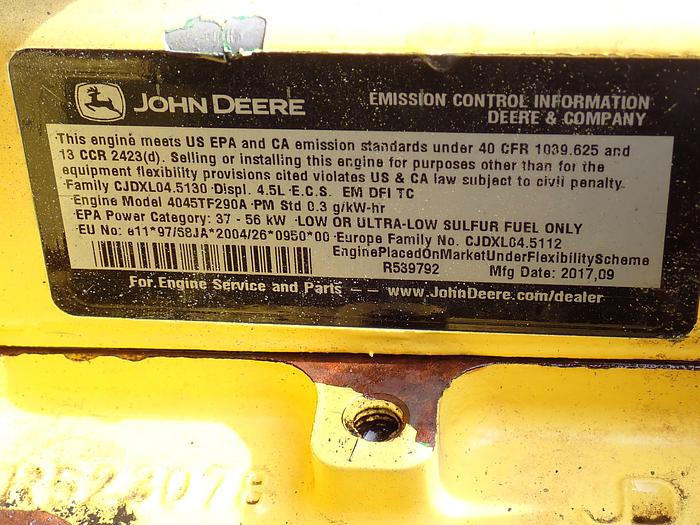 JOHN DEERE
EMISSION CONTROL INFORMATION
DEERE & COMPANY
This engine meets US EPA and CA emission standards under 40 CFR 1039.625 and
13 CCR 2423(d). Selling or installing this engine for purposes other than for the
equipment flexibility provisions cited violates US & CA law subject to civil penalty.
Family CJDXL04.5130 Displ. 4.5L E.C.S. EM DFI TC
Engine Model 4045TF290A PM Std 0.3 g/kW-hr
EPA Power Category: 37 - 56 kW LOW OR ULTRA-LOW SULFUR FUEL ONLY
EU No: e11*97/68JA*2004/26*0950*00 Europe Family No. CJDXL04.5112
EnginePlacedOnMarketUnderFlexibilityScheme
R539792 Mfg Date: 2017,09
For Engine Service and Parts -- www.JohnDeere.com/dealer
R523078
JD